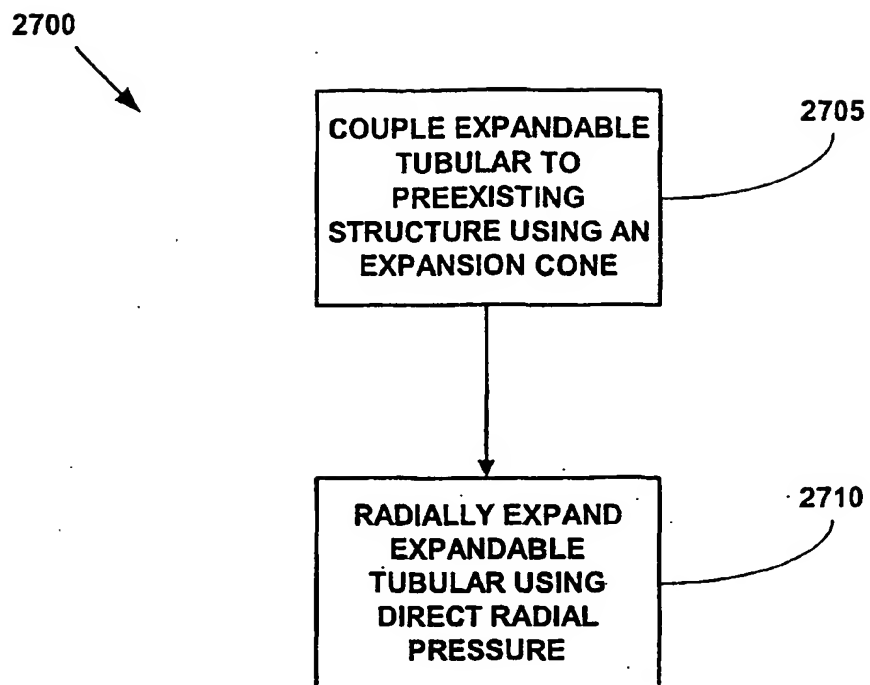 2700
COUPLE EXPANDABLE
TUBULAR TO
PREEXISTING
STRUCTURE USING AN
EXPANSION CONE
2705
RADIALLY EXPAND
EXPANDABLE
TUBULAR USING
DIRECT RADIAL
PRESSURE
2710